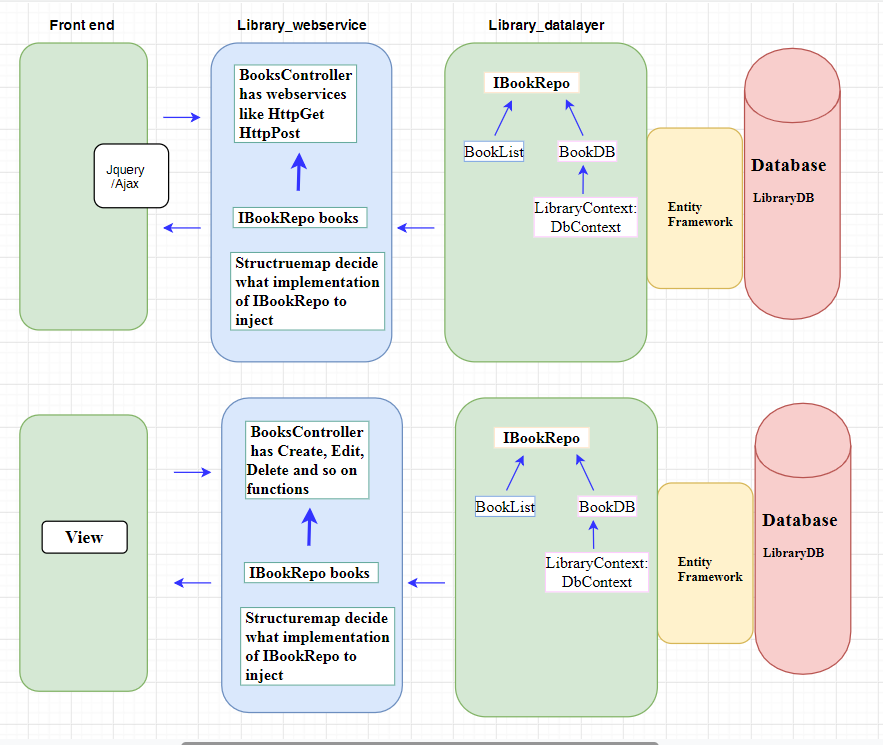 Front end
Library_webservice
Library_datalayer
BooksController
has webservices
like HttpGet
HttpPost
Jquery
/Ajax
IBookRepo books
Structruemap decide
what implementation
of IBookRepo to
inject
IBookRepo
BookList
BookDB
LibraryContext:
DbContext
Entity
Framework
Database
LibraryDB
View
BooksController
has Create, Edit,
Delete and so on
functions
IBookRepo books
Structuremap decide
what implementation
of IBookRepo to
inject
IBookRepo
BookList
BookDB
LibraryContext:
DbContext
Entity
Framework
Database
LibraryDB